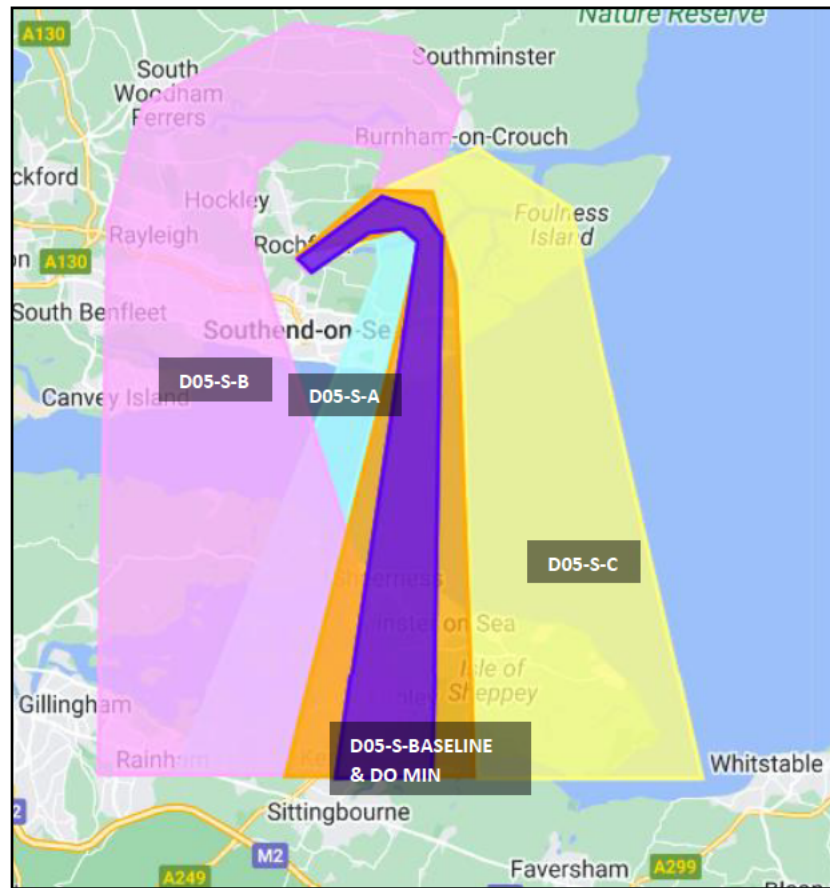 Nature Reserve
A130
Southminster
South
Woodham
Ferrers
Burnham-on-Crouch
ckford
Hockley
Foulness
Island
Rayleigh
on
A130
South Benfleet
Southend-on-Se
D05-S-B
D05-S-A
Canvey Island
D05-S-C
Sheerness
Minster on Sea
Isle of
Sheppey
Gillingham
D05-S-BASELINE
& DO MIN
Rainham
Whitstable
2
Sittingbourne
M2
A249
Faversham
A299